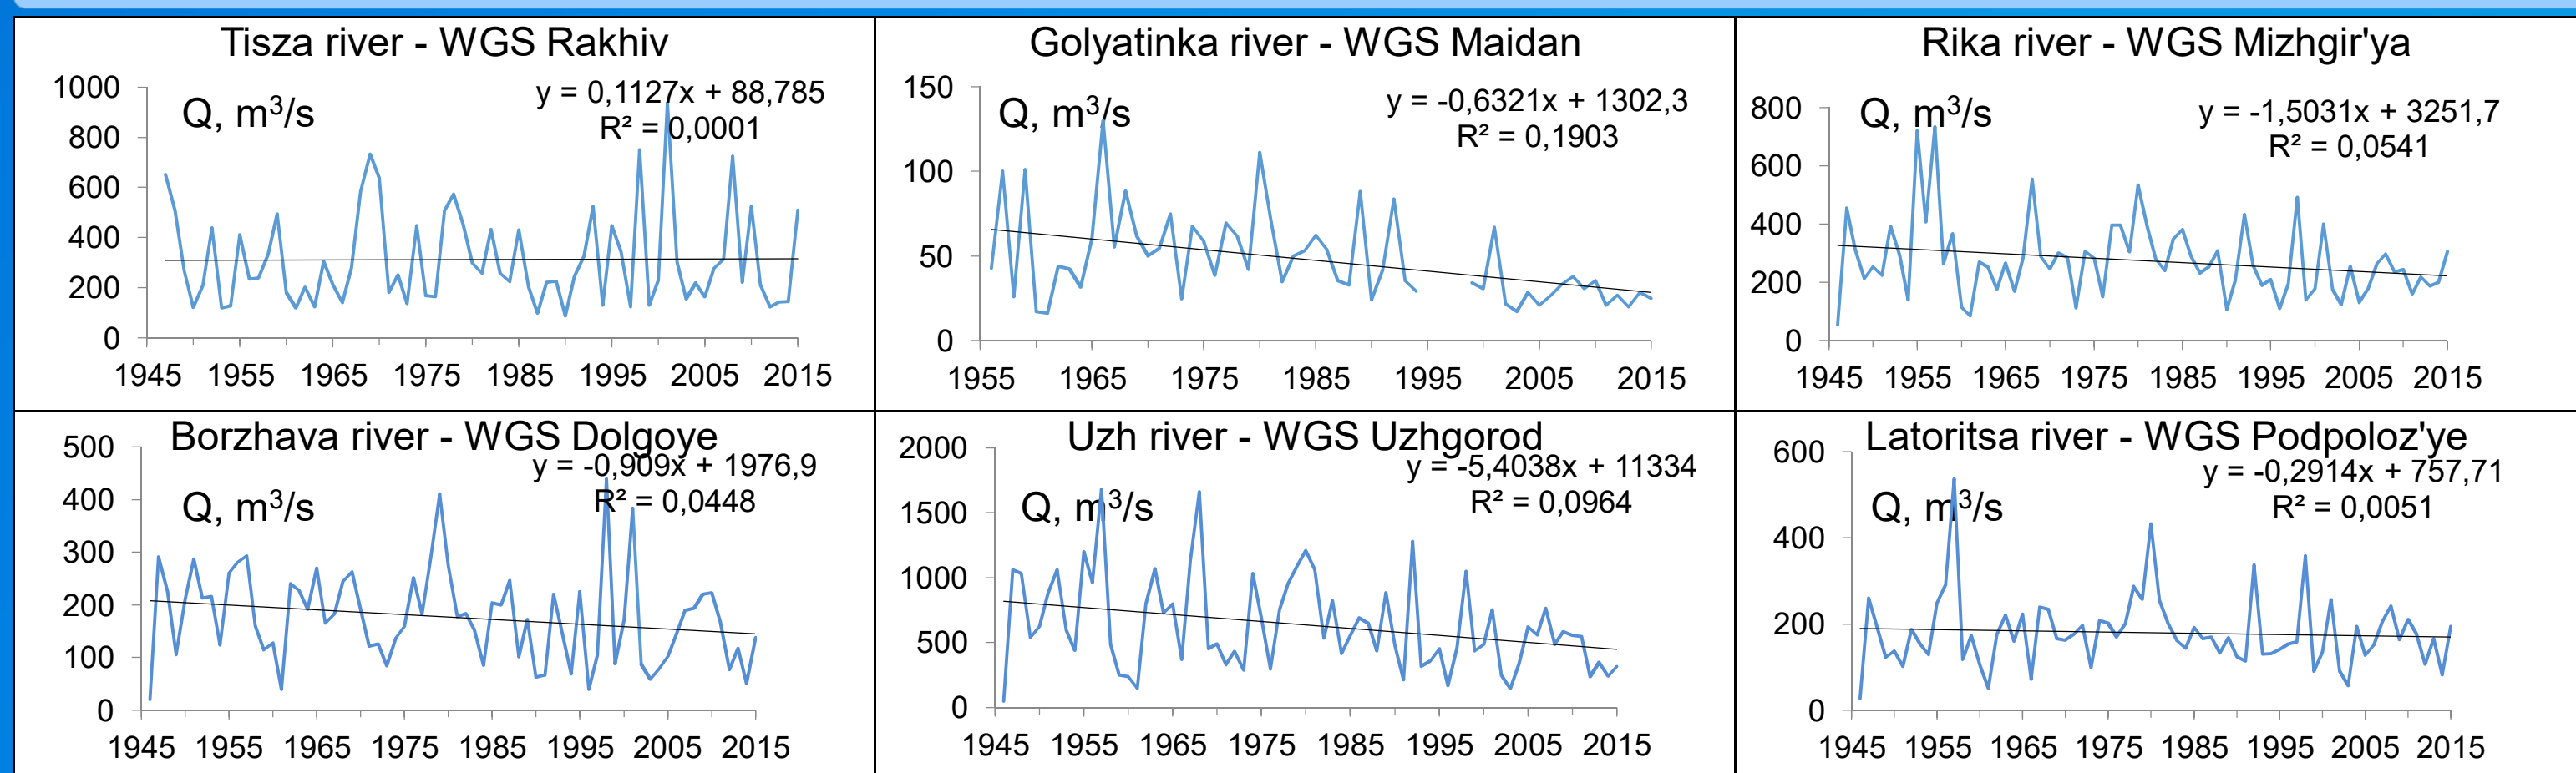 Tisza river - WGS Rakhiv
y = 0,1127x + 88,785
R² = 0,0001
Q, m³/s
1000
800
600
400
200
0
1945 1955 1965 1975 1985 1995 2005 2015
Golyatinka river - WGS Maidan
y = -0,6321x + 1302,3
R² = 0,1903
Q, m³/s
150
100
50
0
1955 1965 1975 1985 1995 2005 2015
Rika river - WGS Mizhgir'ya
y = -1,5031x + 3251,7
R² = 0,0541
Q, m³/s
800
600
400
200
0
1945 1955 1965 1975 1985 1995 2005 2015
Borzhava river - WGS Dolgoye
y = -0,909x + 1976,9
R² = 0,0448
Q, m³/s
500
400
300
200
100
0
1945 1955 1965 1975 1985 1995 2005 2015
Uzh river - WGS Uzhgorod
y = -5,4038x + 11334
R² = 0,0964
Q, m³/s
2000
1500
1000
500
0
1945 1955 1965 1975 1985 1995 2005 2015
Latoritsa river - WGS Podpoloz'ye
y = -0,2914x + 757,71
R² = 0,0051
Q, m³/s
600
400
200
0
1945 1955 1965 1975 1985 1995 2005 2015